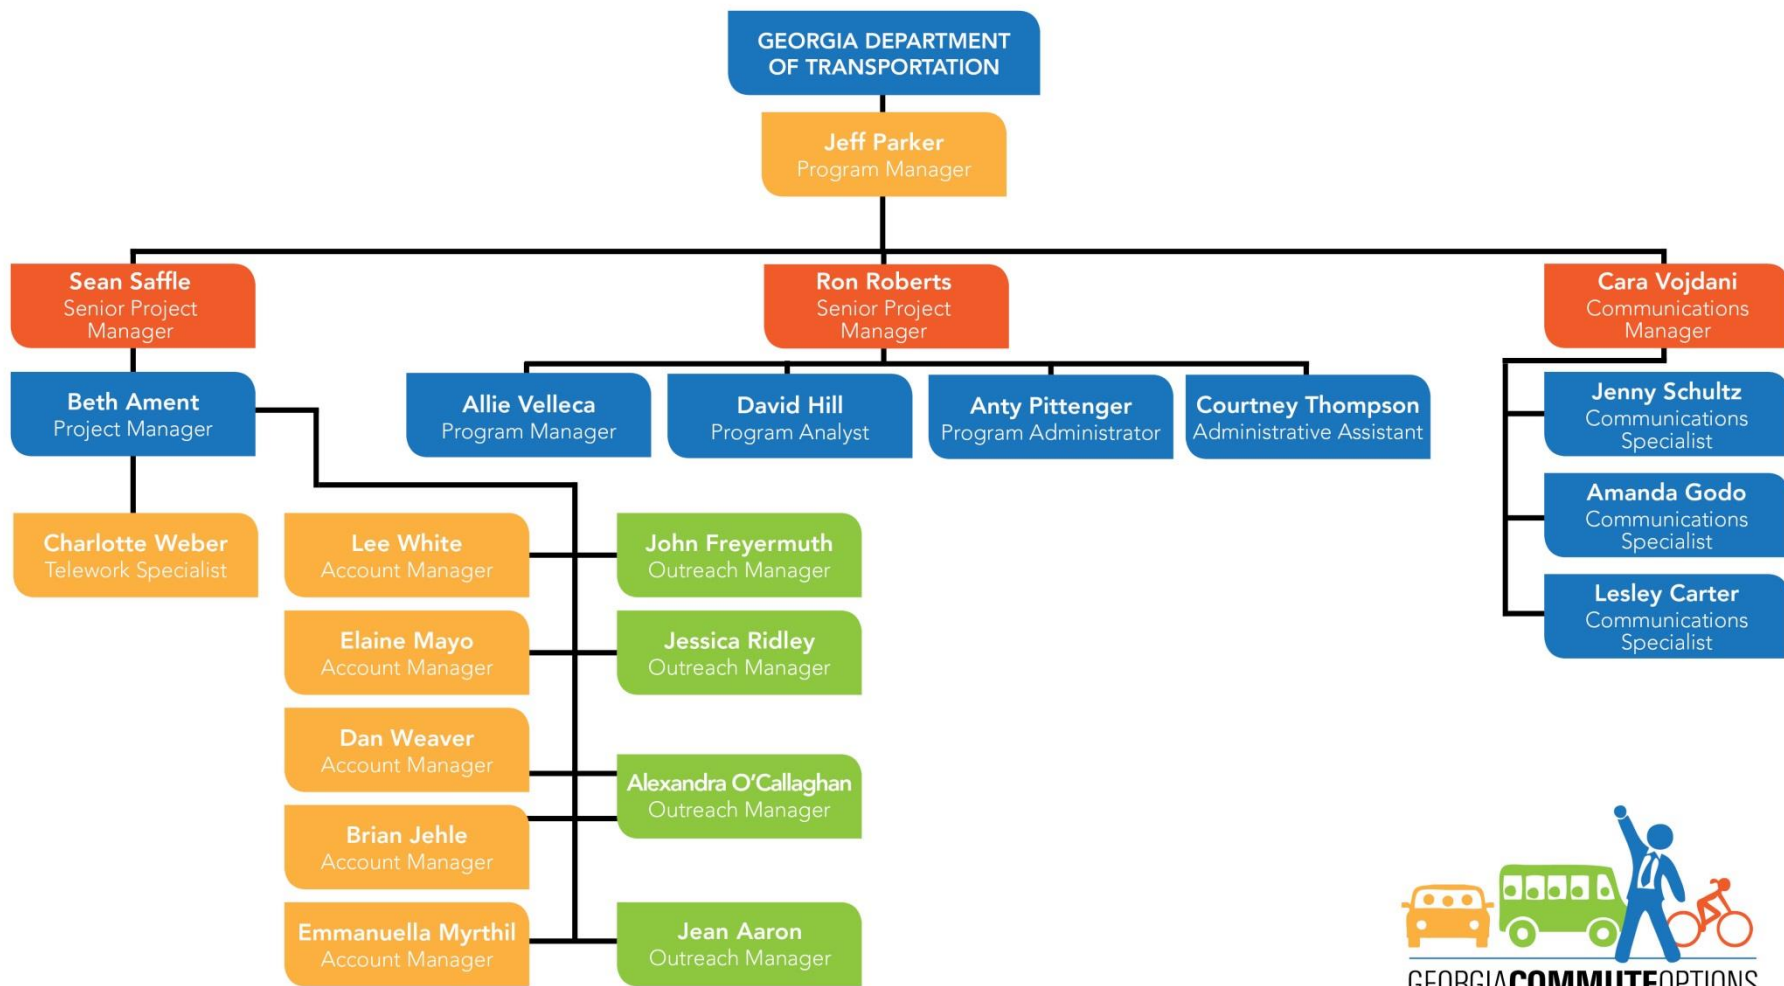 GEORGIA DEPARTMENT
OF TRANSPORTATION
Jeff Parker
Program Manager
Sean Saffle
Senior Project
Manager
Ron Roberts
Senior Project
Manager
Cara Vojdani
Communications
Manager
Beth Ament
Project Manager
Allie Velleca
Program Manager
David Hill
Program Analyst
Anty Pittenger
Program Administrator
Courtney Thompson
Administrative Assistant
Jenny Schultz
Communications
Specialist
Amanda Godo
Communications
Specialist
Lesley Carter
Communications
Specialist
Charlotte Weber
Telework Specialist
Lee White
Account Manager
John Freyermuth
Outreach Manager
Elaine Mayo
Account Manager
Jessica Ridley
Outreach Manager
Dan Weaver
Account Manager
Alexandra O'Callaghan
Outreach Manager
Brian Jehle
Account Manager
Emmanuella Myrthil
Account Manager
Jean Aaron
Outreach Manager
GEORGIACOMMUTEOPTIONS